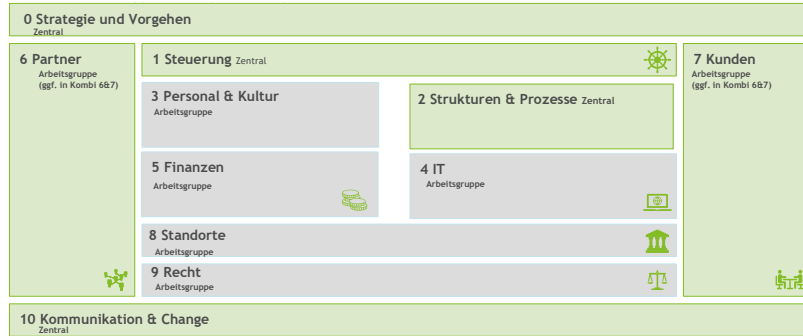 0 Strategie und Vorgehen
Zentral
6 Partner
Arbeitsgruppe
(ggf. in Kombi 6&7)
1 Steuerung Zentral
7 Kunden
Arbeitsgruppe
(ggf. in Kombi 6&7)
3 Personal & Kultur
Arbeitsgruppe
2 Strukturen & Prozesse Zentral
5 Finanzen
Arbeitsgruppe
4 IT
Arbeitsgruppe
8 Standorte
Arbeitsgruppe
9 Recht
Arbeitsgruppe
10 Kommunikation & Change
Zentral